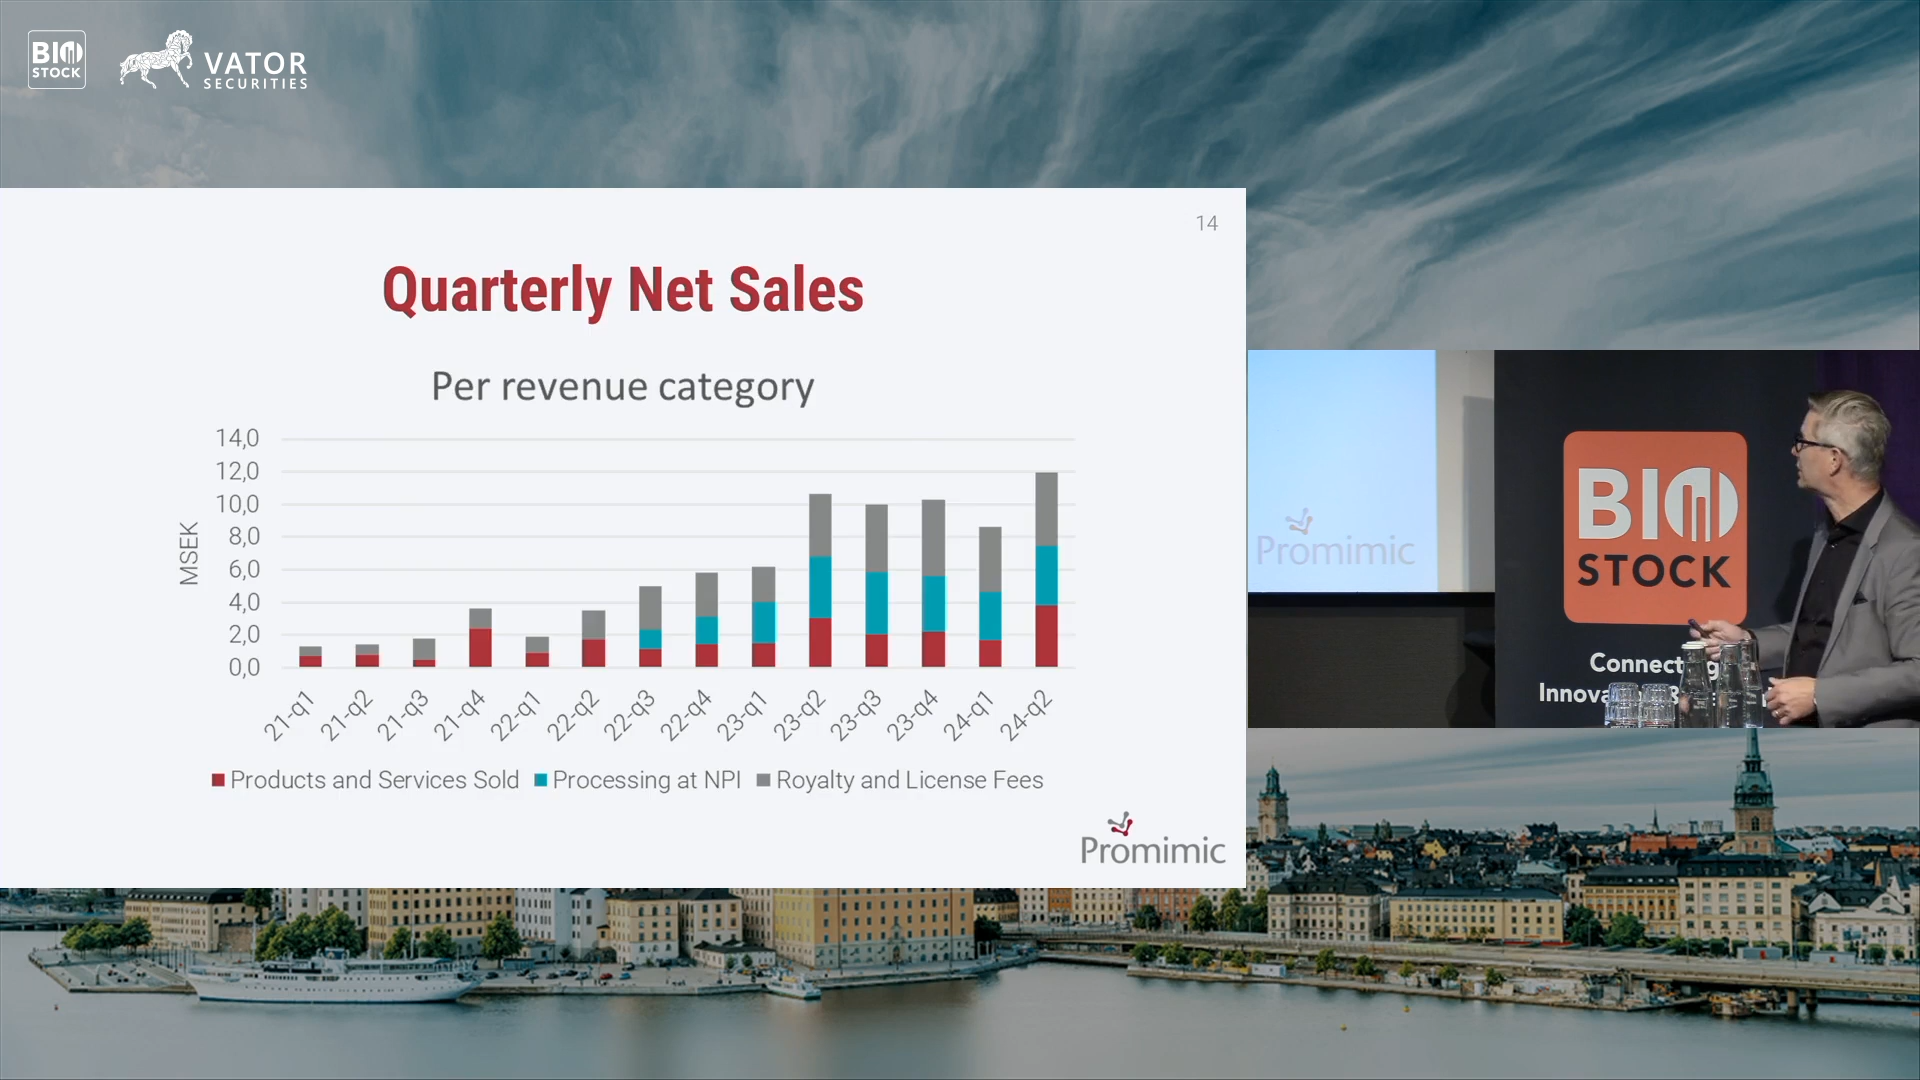 BIO
STOCK
VATOR
SECURITIES
14
Quarterly Net Sales
Per revenue category
MSEK
14,0
12,0
10,0
8,0
6,0
4,0
2,0
0,0
21-q1
21-q2
21-q3
21-q4
22-q1
22-q2
22-q3
22-q4
23-q1
23-q2
23-q3
23-q4
24-q1
24-q2
Products and Services Sold Processing at NPI Royalty and License Fees
Promimic
Promimic
BIO
STOCK